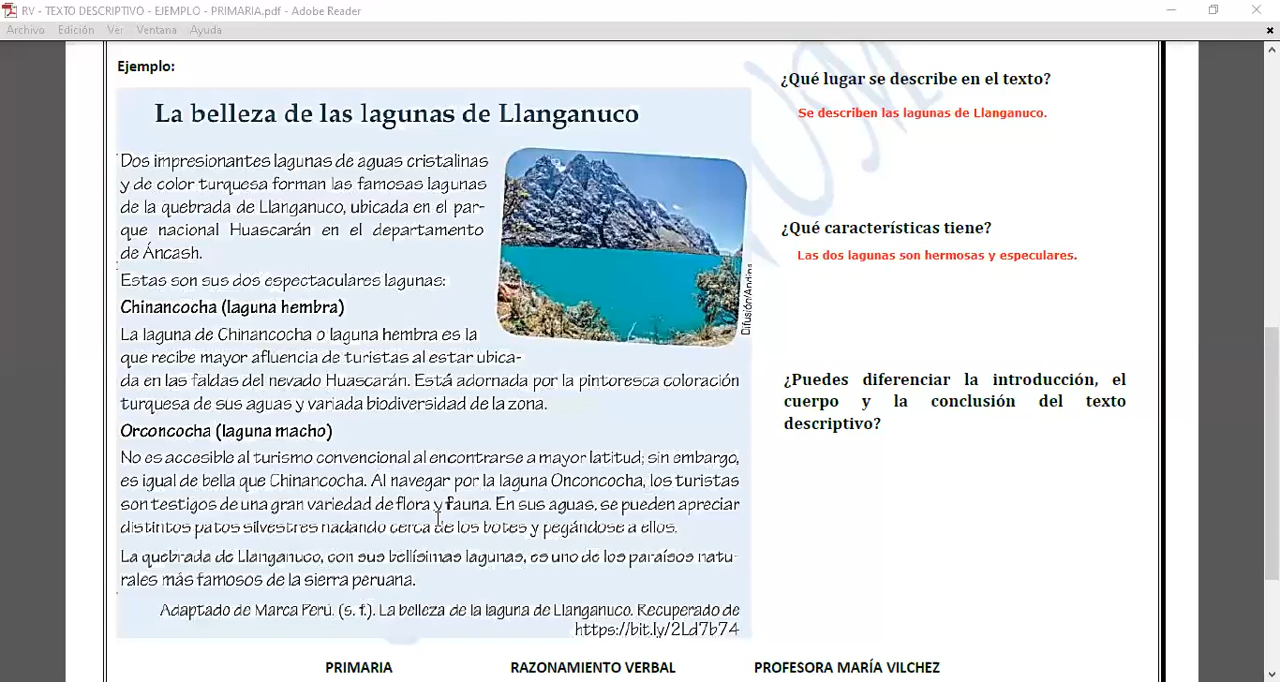 RV - TEXTO DESCRIPTIVO - EJEMPLO - PRIMARIA.pdf - Adobe Reader
Archivo Edición Ver Ventana Ayuda
Ejemplo:
La belleza de las lagunas de Llanganuco
Dos impresionantes lagunas de aguas cristalinas
y de color turquesa forman las famosas lagunas
de la quebrada de Llanganuco, ubicada en el par-
que nacional Huascarán en el departamento
de Áncash.
Estas son sus dos espectaculares lagunas:
Chinancocha (laguna hembra)
La laguna de Chinancocha o laguna hembra es la
que recibe mayor afluencia de turistas al estar ubica-
da en las faldas del nevado Huascarán. Está adornada por la pintoresca coloración
turquesa de sus aguas y variada biodiversidad de la zona.
Orconcocha (laguna macho)
No es accesible al turismo convencional al encontrarse a mayor latitud; sin embargo,
es igual de bella que Chinancocha. Al navegar por la laguna Onconcocha, los turistas
son testigos de una gran variedad de flora y fauna. En sus aguas, se pueden apreciar
distintos patos silvestres nadando cerca de los botes y pegándose a ellos.
La quebrada de Llanganuco, con sus bellísimas lagunas, es uno de los paraísos natu-
rales más famosos de la sierra peruana.
Adaptado de Marca Perú. (s. f.). La belleza de la laguna de Llanganuco. Recuperado de
https://bit.ly/2Ld7b74
Difusión/Andina
¿Qué lugar se describe en el texto?
Se describen las lagunas de Llanganuco.
¿Qué características tiene?
Las dos lagunas son hermosas y especulares.
¿Puedes diferenciar la introducción, el
cuerpo y la conclusión del texto
descriptivo?
PRIMARIA RAZONAMIENTO VERBAL PROFESORA MARÍA VILCHEZ